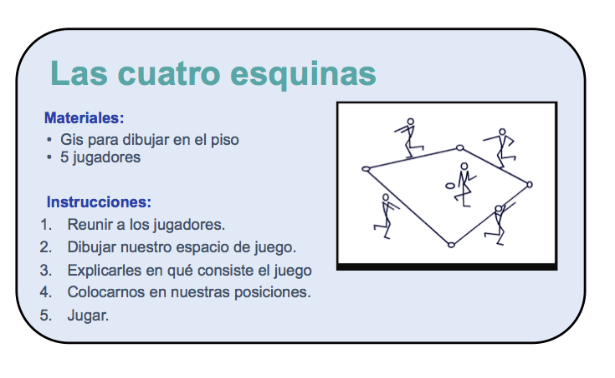 Las cuatro esquinas
Materiales:
• Gis para dibujar en el piso
• 5 jugadores
Instrucciones:
1. Reunir a los jugadores.
2. Dibujar nuestro espacio de juego.
3. Explicarles en qué consiste el juego
4. Colocarnos en nuestras posiciones.
5. Jugar.